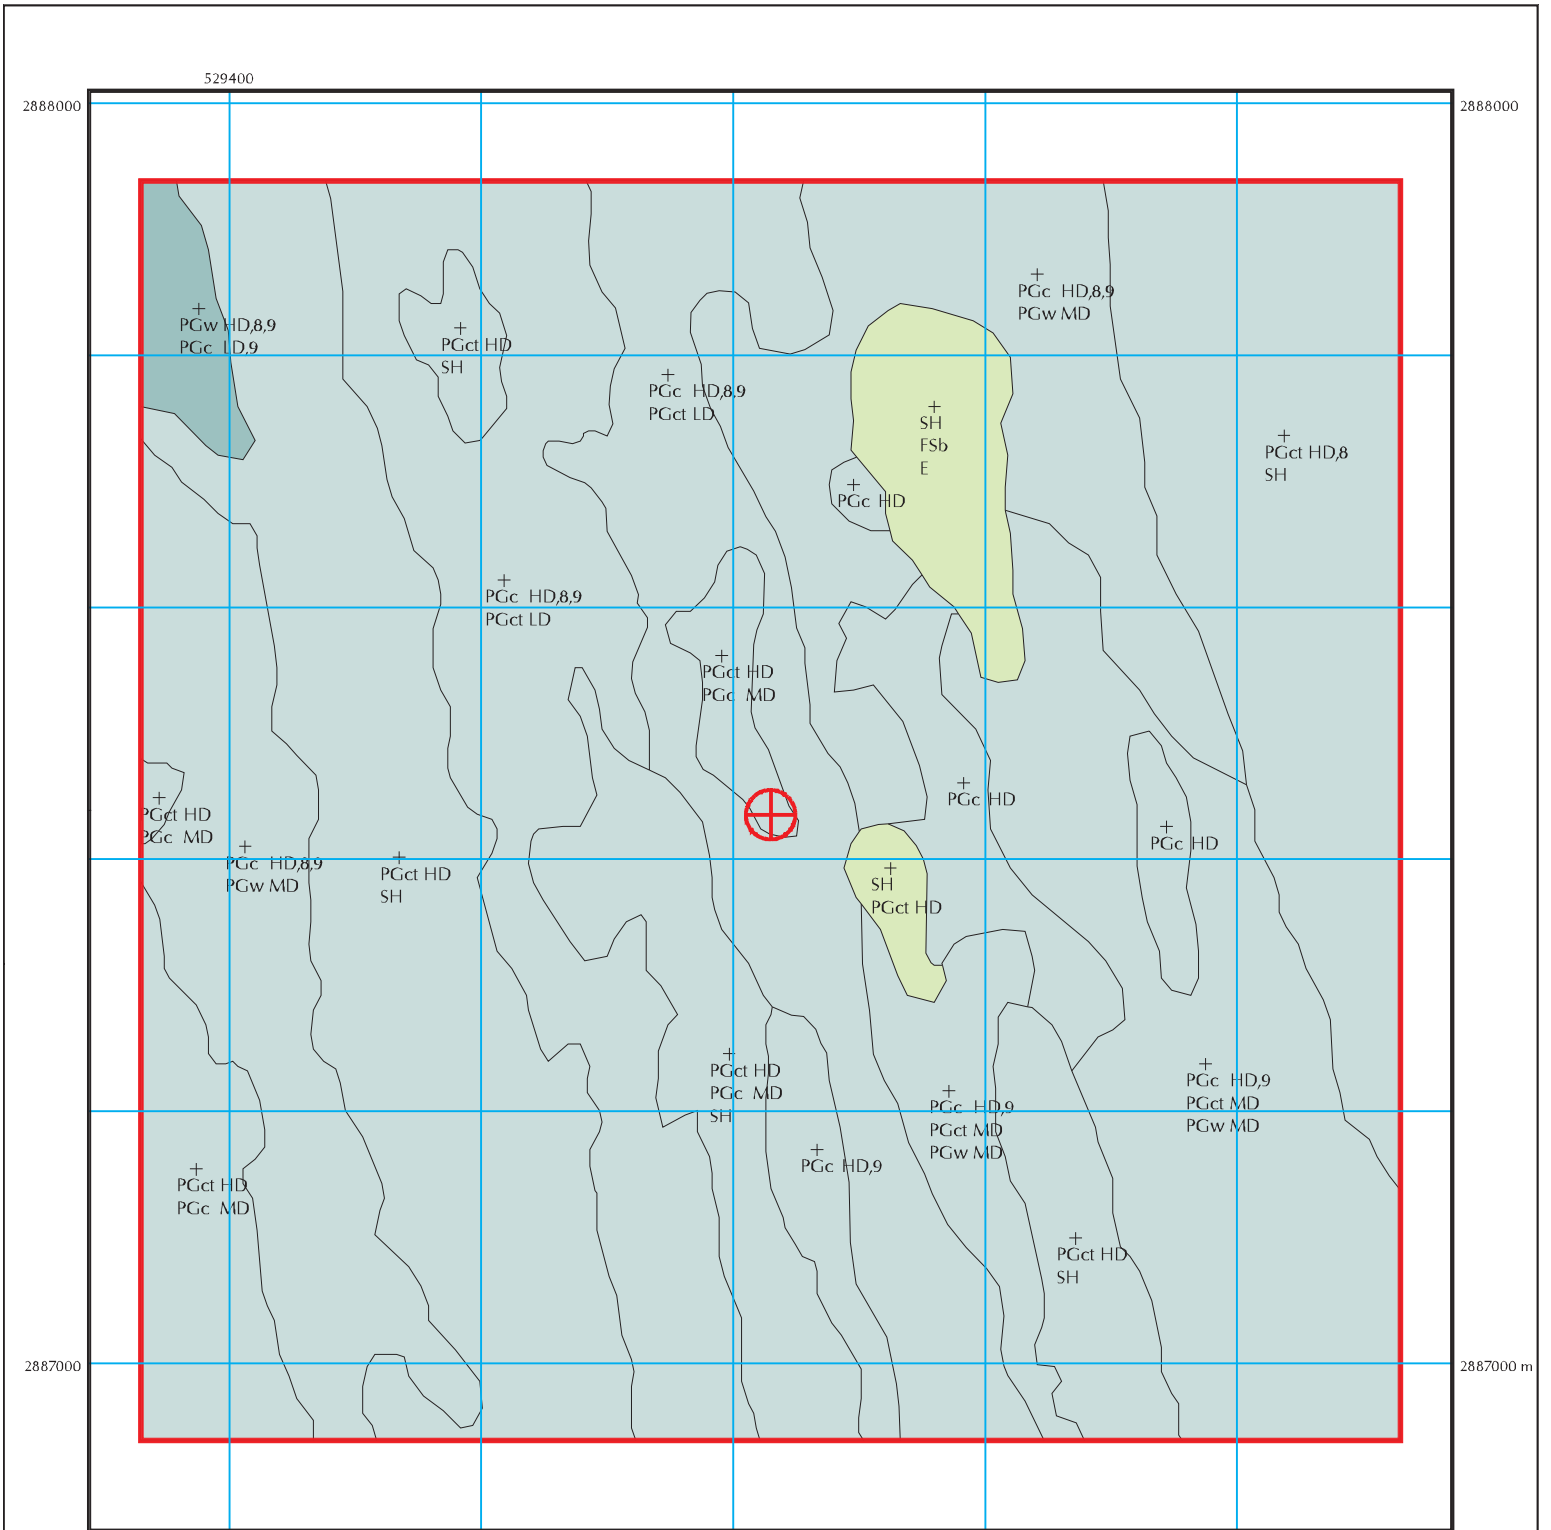 529400
2888000
2888000
PGc HD,8,9
PGw MD
PGw HD,8,9
PGc LD,9
PGct HD
SH
PGc HD,8,9
PGct LD
SH
FSb
E
PGct HD,8
SH
PGc HD
PGc HD,8,9
PGct LD
PGct HD
PGc MD
PGc HD
PGct HD
PGc MD
PGc HD
PGc HD,8,9
PGw MD
PGct HD
SH
SH
PGct HD
PGct HD
PGc MD
SH
PGc HD,9
PGct MD
PGw MD
PGc HD,9
PGct MD
PGw MD
PGc HD,9
PGct HD
PGc MD
PGct HD
SH
2887000
2887000 m